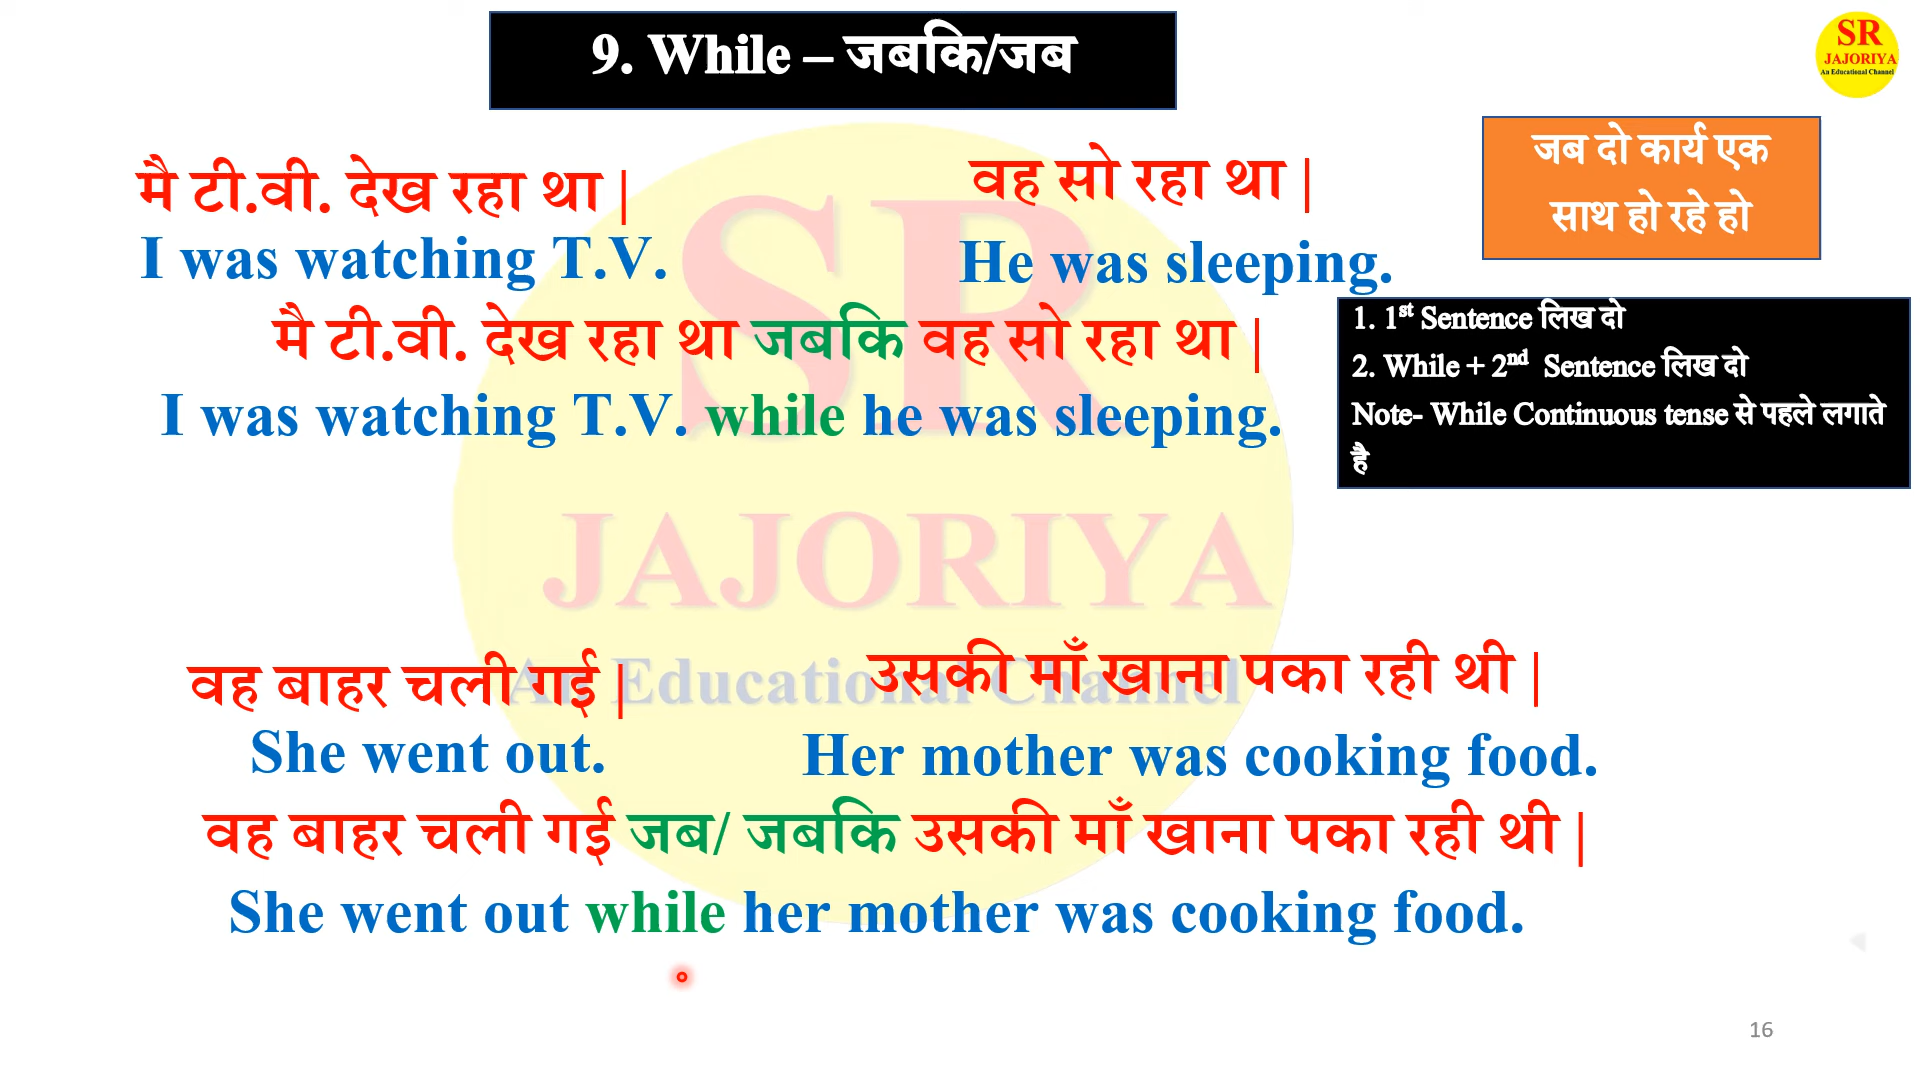 9. While – जबकि/जब
SR
JAJORIYA
An Educational Channel
जब दो कार्य एक
साथ हो रहे हो
मै टी.वी. देख रहा था |
वह सो रहा था |
I was watching T.V.
He was sleeping.
मै टी.वी. देख रहा था जबकि वह सो रहा था |
I was watching T.V. while he was sleeping.
1. 1st Sentence लिख दो
2. While + 2nd Sentence लिख दो
Note- While Continuous tense से पहले लगाते
है
SR
JAJORIYA
An Educational Channel
वह बाहर चली गई |
उसकी माँ खाना पका रही थी |
She went out.
Her mother was cooking food.
वह बाहर चली गई जब/ जबकि उसकी माँ खाना पका रही थी |
She went out while her mother was cooking food.
16